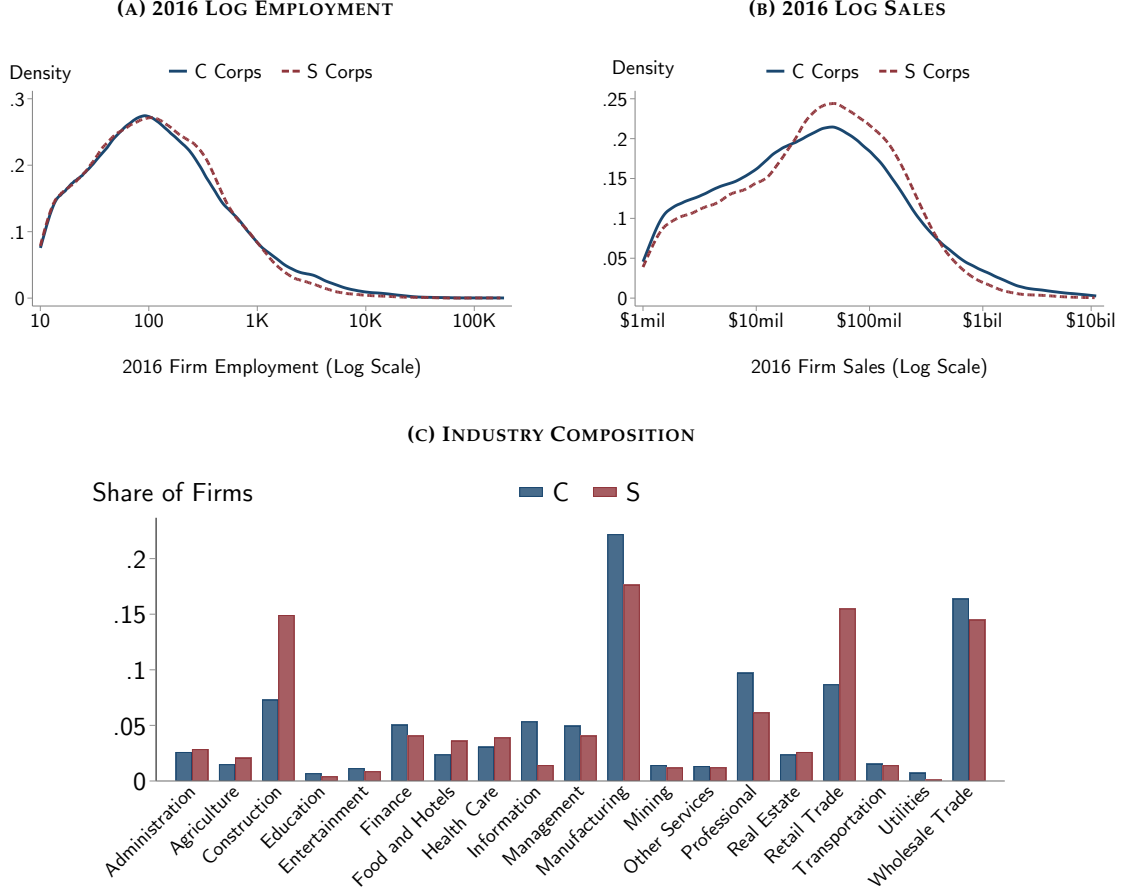 (A) 2016 LOG EMPLOYMENT
Density
C Corps
S Corps
.3
.2
.1
0
10
100
1K
10K
100K
2016 Firm Employment (Log Scale)
(B) 2016 LOG SALES
Density
C Corps
S Corps
.25
.2
.15
.1
.05
0
$1mil
$10mil
$100mil
$1bil
$10bil
2016 Firm Sales (Log Scale)
(C) INDUSTRY COMPOSITION
Share of Firms
C
S
.2
.15
.1
.05
0
Administration
Agriculture
Construction
Education
Entertainment
Finance
Food and Hotels
Health Care
Information
Management
Manufacturing
Mining
Other Services
Professional
Real Estate
Retail Trade
Transportation
Utilities
Wholesale Trade